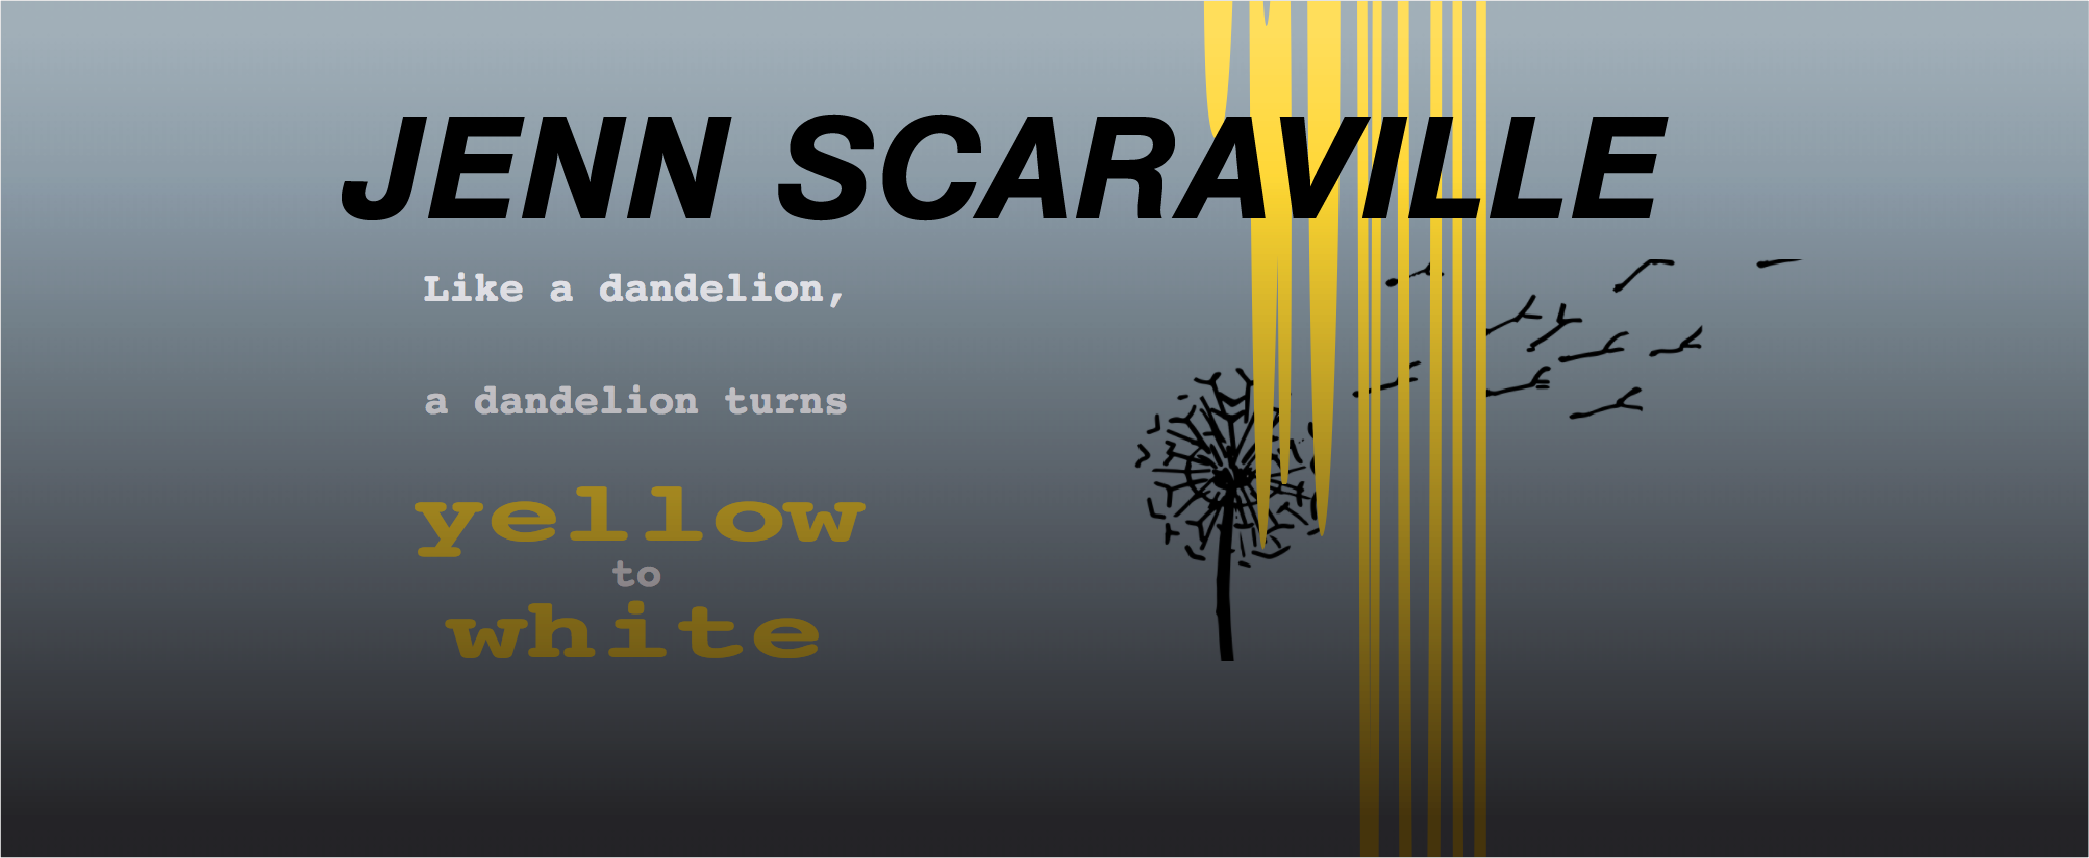 JENN SCARAVILLE
Like a dandelion,
a dandelion turns
yellow
to
white